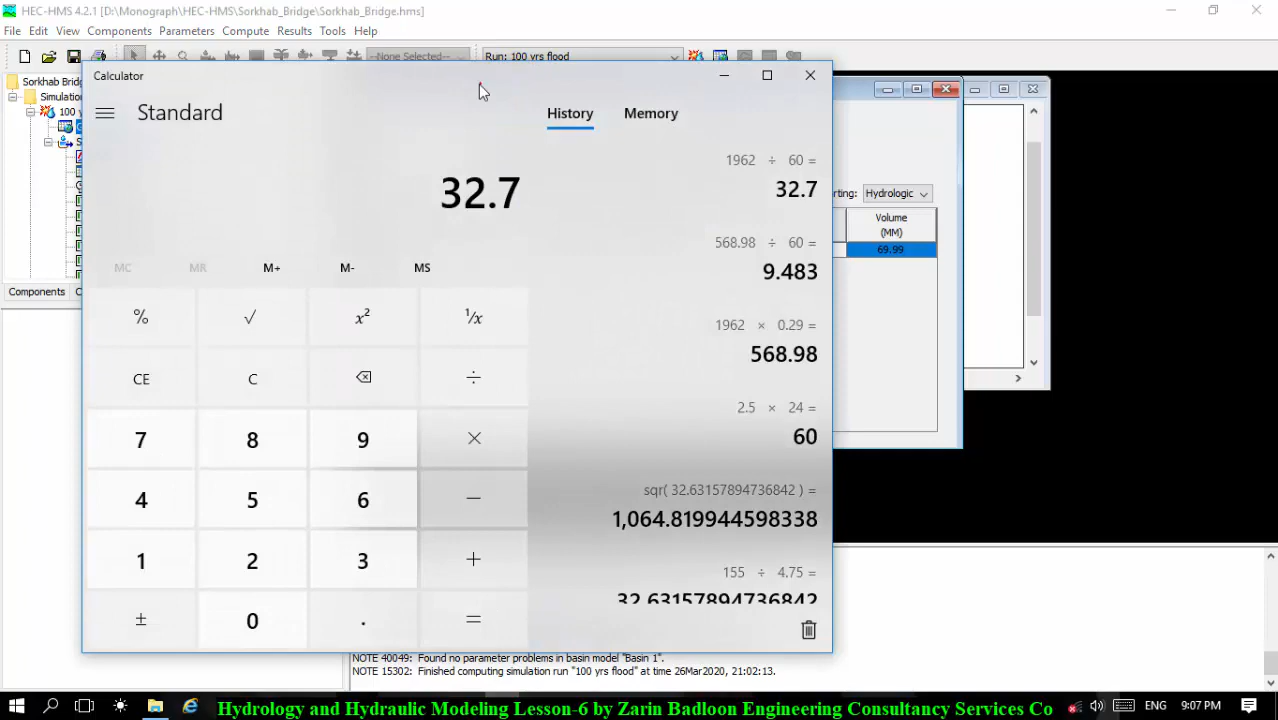 HEC-HMS 4.2.1 [D:\Monograph\HEC-HMS\Sorkhab_Bridge\Sorkhab_Bridge.hms]
File Edit View Components Parameters Compute Results Tools Help
--None Selected-- Run: 100 yrs flood
Calculator
Sorkhab Brid
Simulation
100 y
Standard
History Memory
1962 ÷ 60 =
32.7
32.7
rting: Hydrologic
Volume
(MM)
69.99
568.98 ÷ 60 =
9.483
MC MR M+ M- MS
Components
1962 × 0.29 =
568.98
% √ x² ¹/x
CE C ÷
2.5 × 24 =
60
7 8 9 ×
4 5 6 −
sqr( 32.63157894736842 ) =
1,064.819944598338
1 2 3 +
155 ÷ 4.75 =
32.63157894736842
± 0 . =
NOTE 40049: Found no parameter problems in basin model "Basin 1".
NOTE 15302: Finished computing simulation run "100 yrs flood" at time 26Mar2020, 21:02:13.
Hydrology and Hydraulic Modeling Lesson-6 by Zarin Badloon Engineering Consultancy Services Co
ENG 9:07 PM